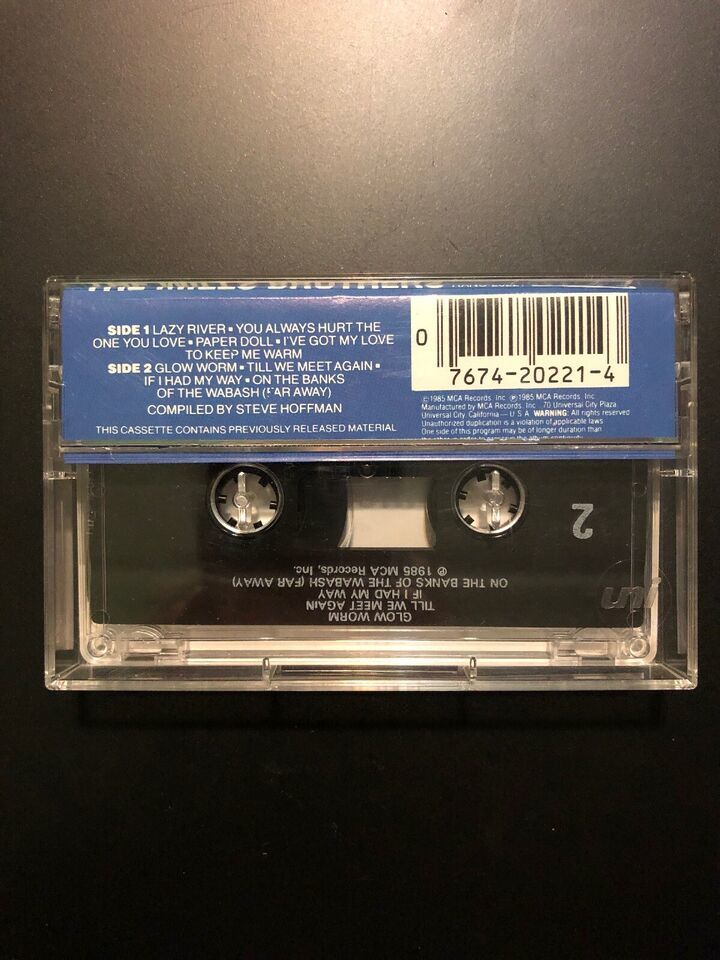 THE MILLS BROTHERS
SIDE 1 LAZY RIVER ▪ YOU ALWAYS HURT THE
ONE YOU LOVE ▪ PAPER DOLL ▪ I'VE GOT MY LOVE
TO KEEP ME WARM
SIDE 2 GLOW WORM ▪ TILL WE MEET AGAIN ▪
IF I HAD MY WAY ▪ ON THE BANKS
OF THE WABASH (FAR AWAY)
COMPILED BY STEVE HOFFMAN
THIS CASSETTE CONTAINS PREVIOUSLY RELEASED MATERIAL
0 7674-20221-4
©1985 MCA Records, Inc. ℗1985 MCA Records, Inc.
Manufactured by MCA Records, Inc. 70 Universal City Plaza,
Universal City, California — U.S.A. WARNING: All rights reserved
Unauthorized duplication is a violation of applicable laws
One side of this program may be of longer duration than
2
GLOW WORM
TILL WE MEET AGAIN
IF I HAD MY WAY
ON THE BANKS OF THE WABASH (FAR AWAY)
℗ 1985 MCA Records, Inc.
uni